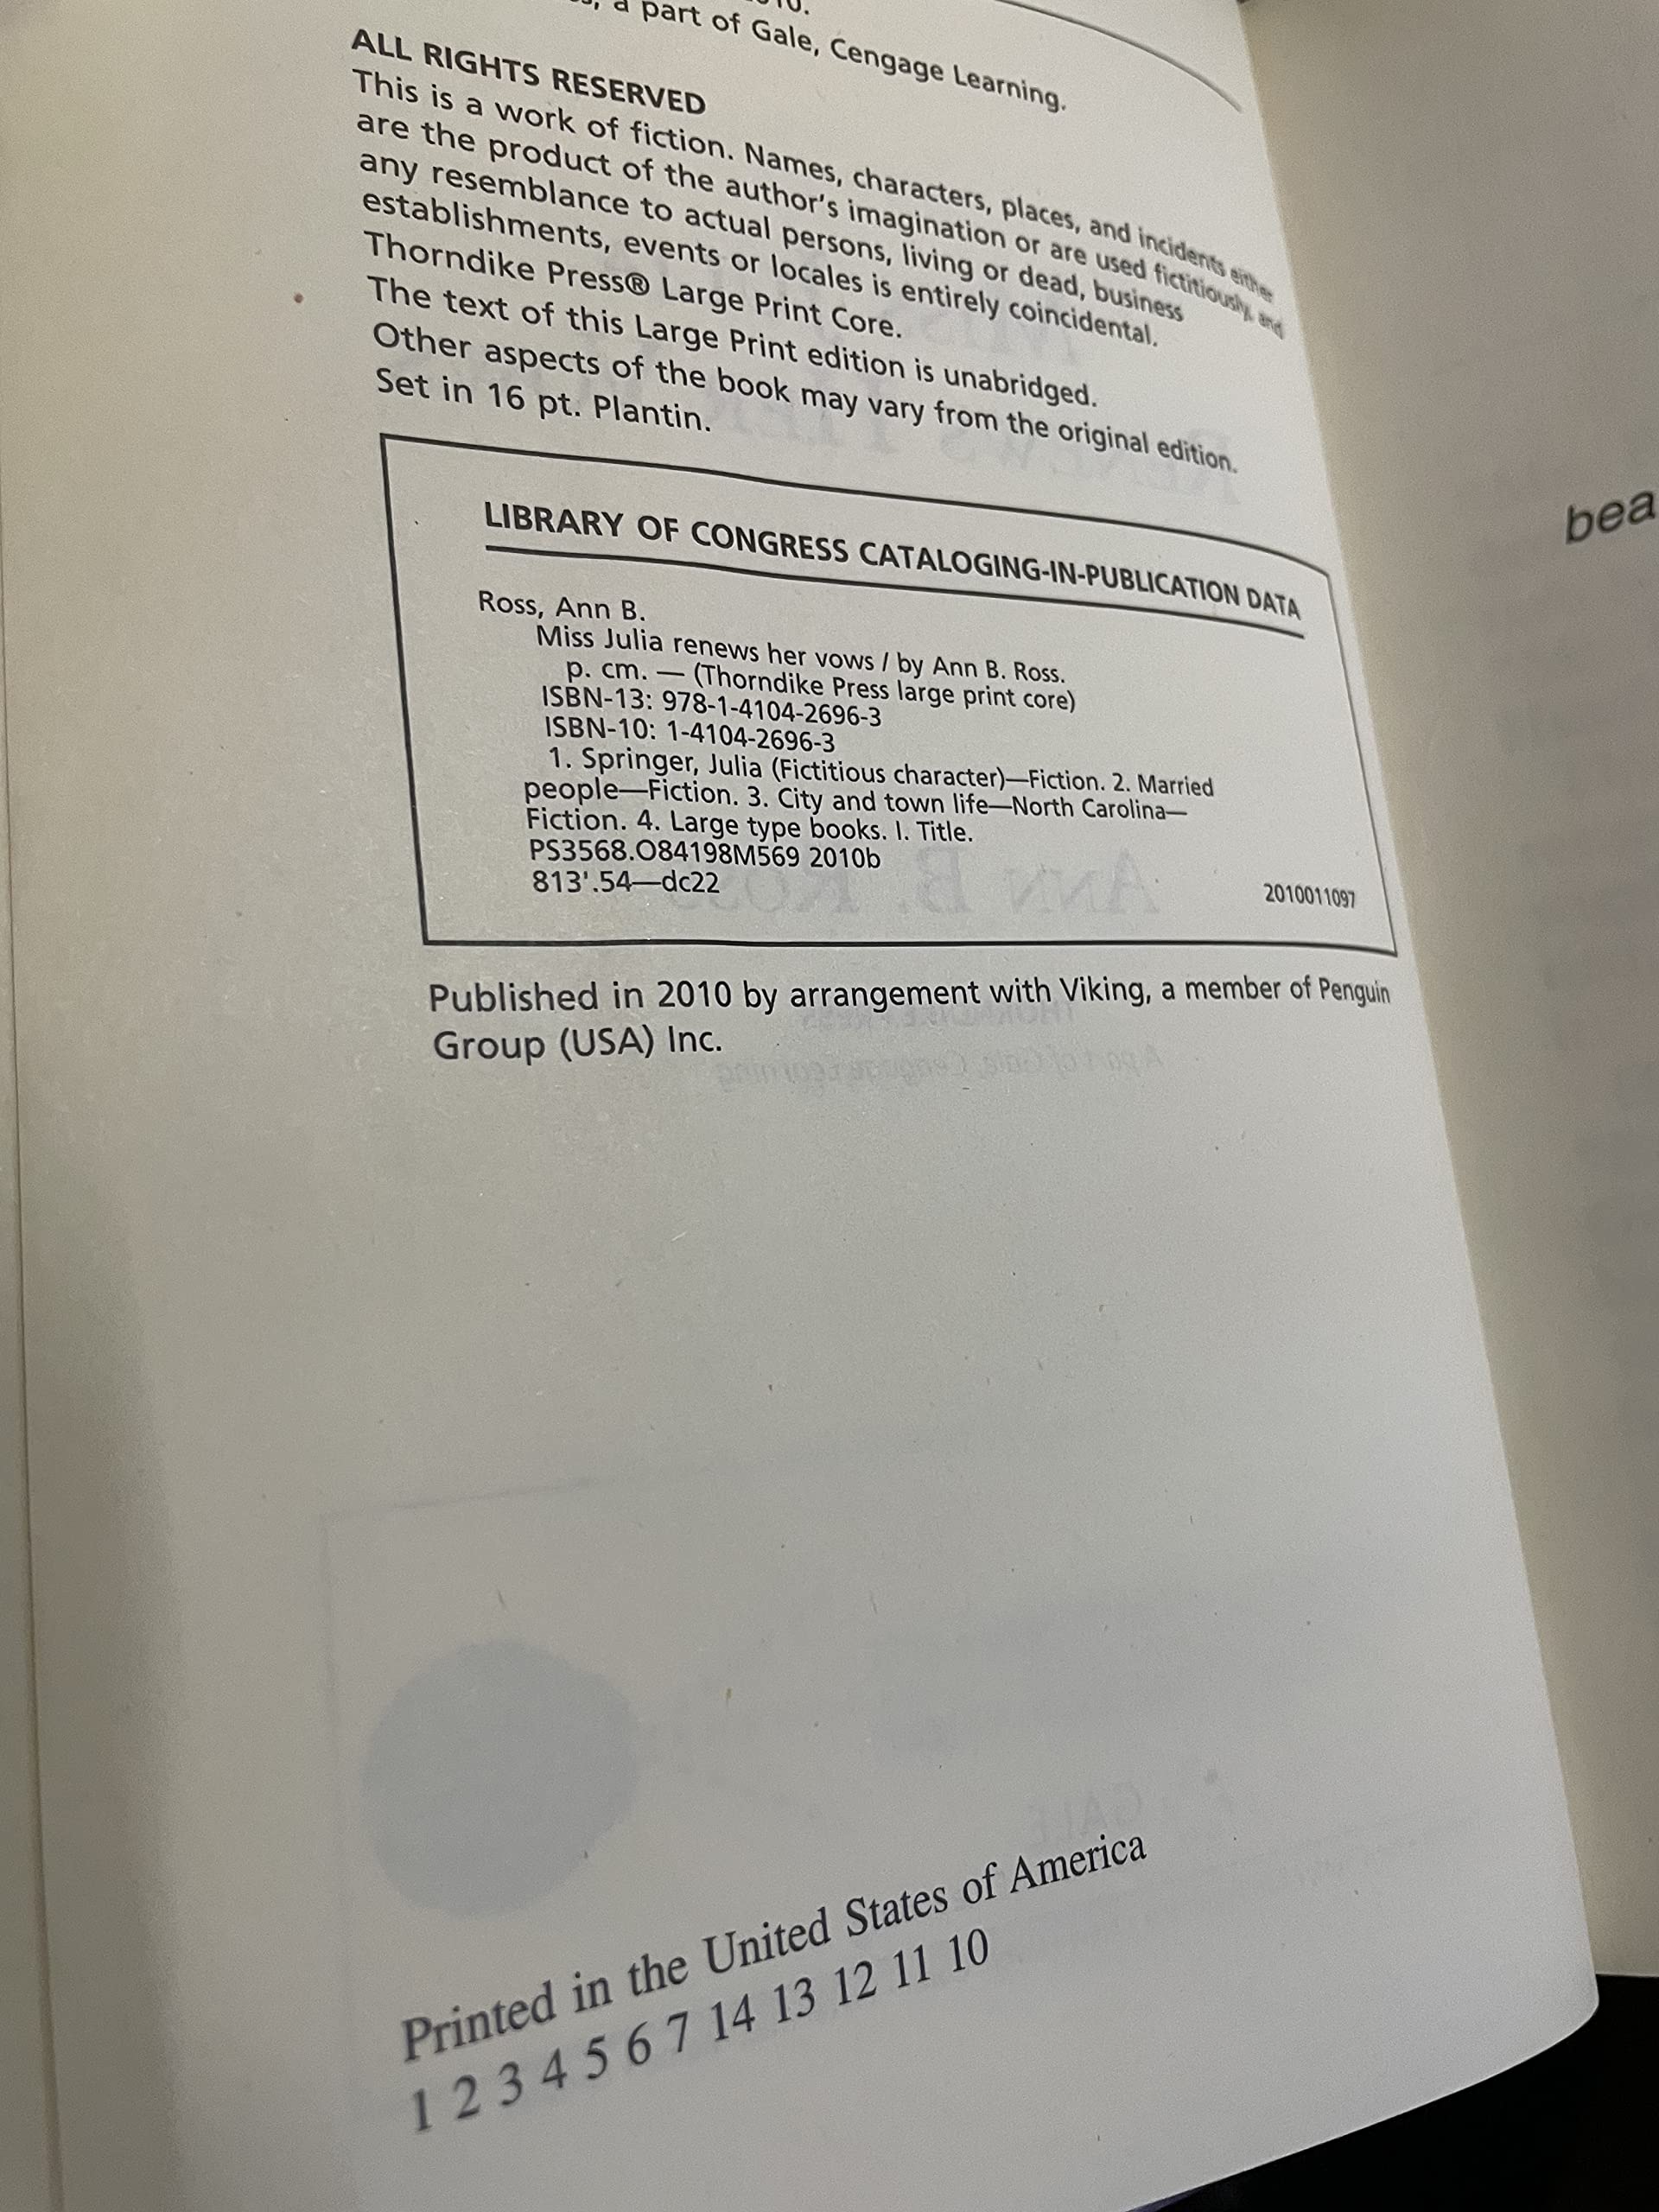 a part of Gale, Cengage Learning.
ALL RIGHTS RESERVED
This is a work of fiction. Names, characters, places, and incidents either
are the product of the author's imagination or are used fictitiously, and
any resemblance to actual persons, living or dead, business
establishments, events or locales is entirely coincidental.
Thorndike Press® Large Print Core.
The text of this Large Print edition is unabridged.
Other aspects of the book may vary from the original edition.
Set in 16 pt. Plantin.
LIBRARY OF CONGRESS CATALOGING-IN-PUBLICATION DATA
Ross, Ann B.
Miss Julia renews her vows / by Ann B. Ross.
p. cm. — (Thorndike Press large print core)
ISBN-13: 978-1-4104-2696-3
ISBN-10: 1-4104-2696-3
1. Springer, Julia (Fictitious character)—Fiction. 2. Married
people—Fiction. 3. City and town life—North Carolina—
Fiction. 4. Large type books. I. Title.
PS3568.O84198M569 2010b
813'.54—dc22
2010011097
Published in 2010 by arrangement with Viking, a member of Penguin
Group (USA) Inc.
Printed in the United States of America
1 2 3 4 5 6 7 14 13 12 11 10
bea